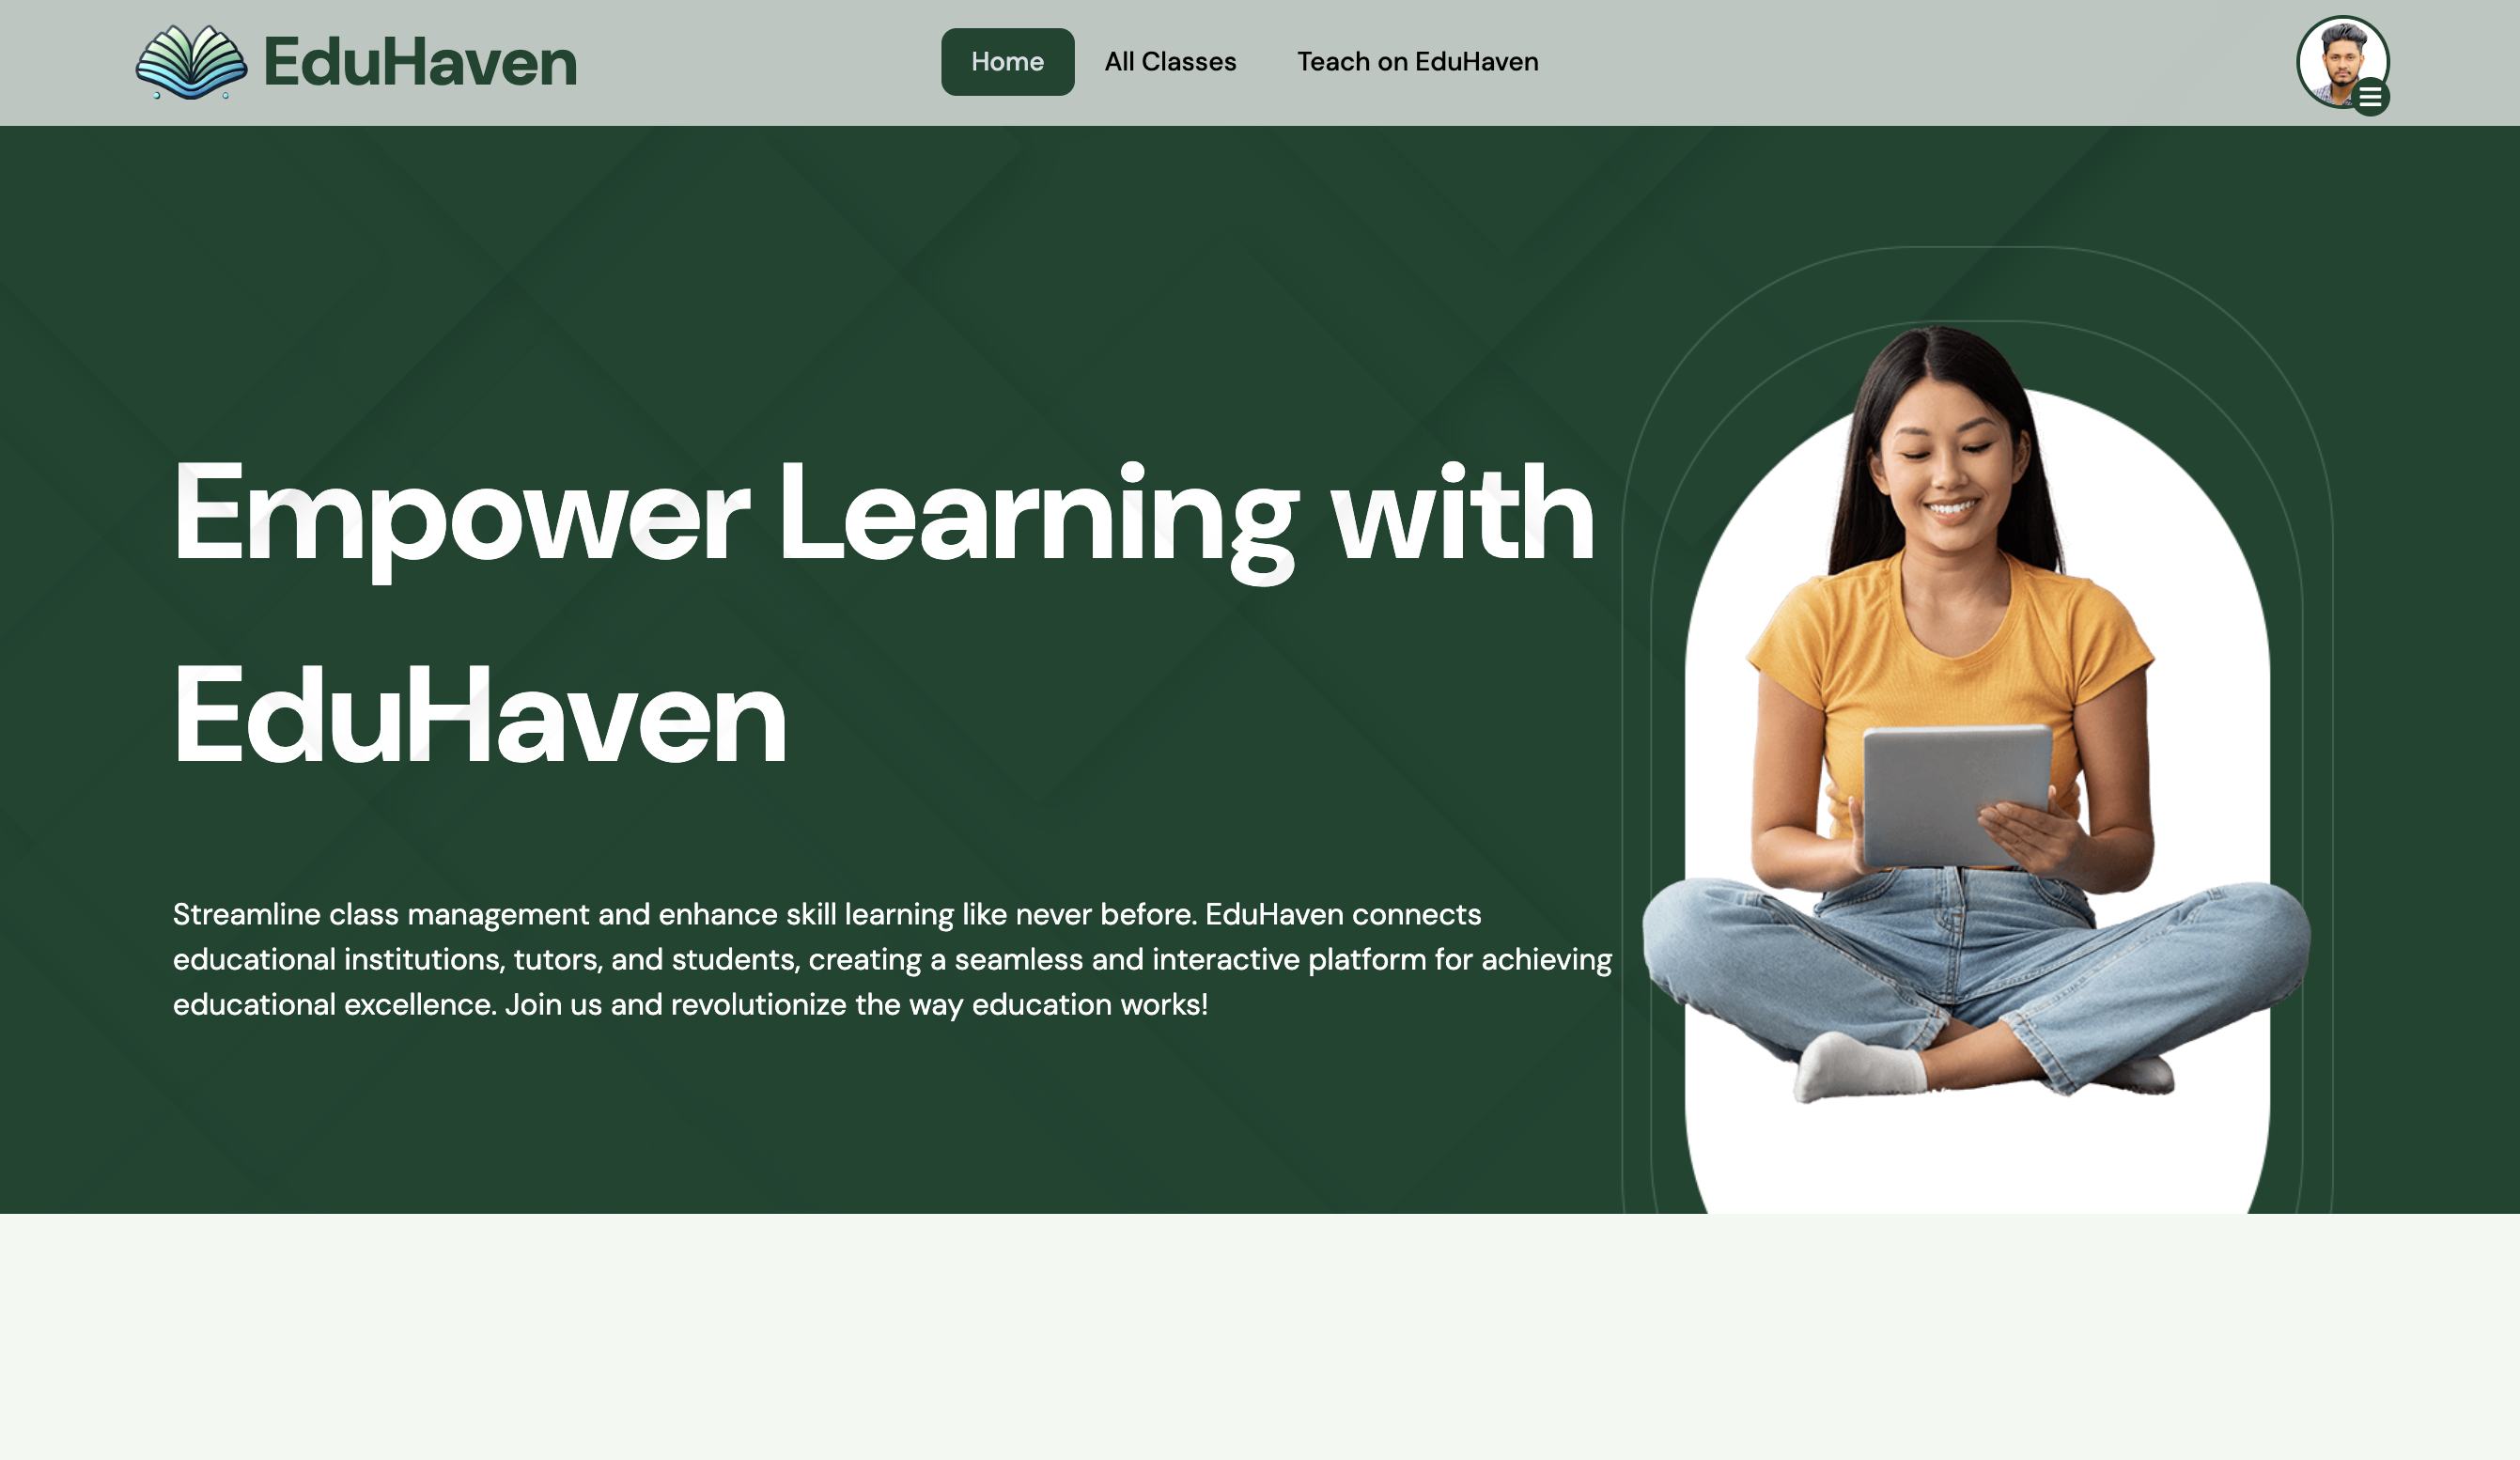 EduHaven
Home
All Classes
Teach on EduHaven
Empower Learning with
EduHaven
Streamline class management and enhance skill learning like never before. EduHaven connects
educational institutions, tutors, and students, creating a seamless and interactive platform for achieving
educational excellence. Join us and revolutionize the way education works!